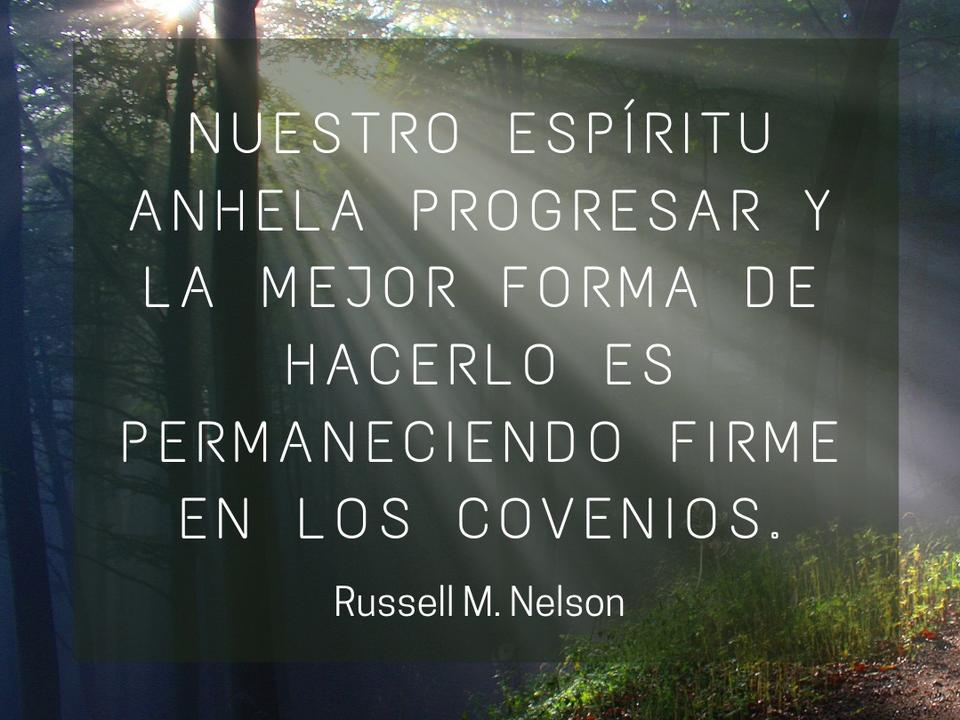 NUESTRO ESPÍRITU
ANHELA PROGRESAR Y
LA MEJOR FORMA DE
HACERLO ES
PERMANECIENDO FIRME
EN LOS COVENIOS.
Russell M. Nelson